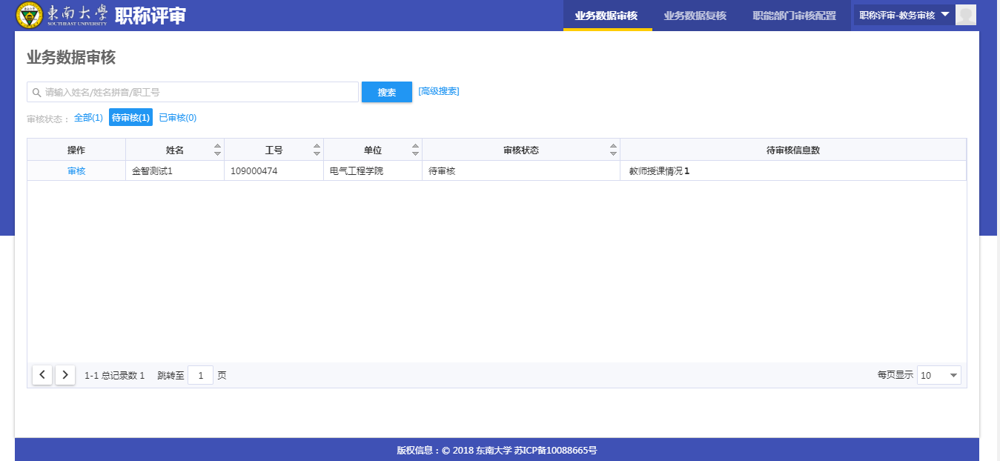 東南大學 SOUTHEAST UNIVERSITY 职称评审 业务数据审核 业务数据复核 职能部门审核配置 职称评审-教务审核
业务数据审核
请输入姓名/姓名拼音/职工号 搜索 [高级搜索]
审核状态： 全部(1) 待审核(1) 已审核(0)
操作 姓名 工号 单位 审核状态 待审核信息数
审核 金智测试1 109000474 电气工程学院 待审核 教师授课情况 1
1-1 总记录数 1 跳转至 1 页 每页显示 10
版权信息：© 2018 东南大学 苏ICP备10088665号